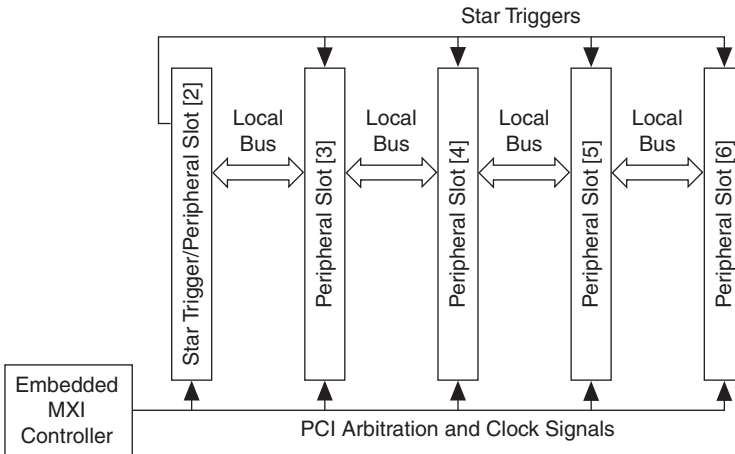 Star Triggers
Star Trigger/Peripheral Slot [2]
Local
Bus
Peripheral Slot [3]
Local
Bus
Peripheral Slot [4]
Local
Bus
Peripheral Slot [5]
Local
Bus
Peripheral Slot [6]
Embedded
MXI
Controller
PCI Arbitration and Clock Signals